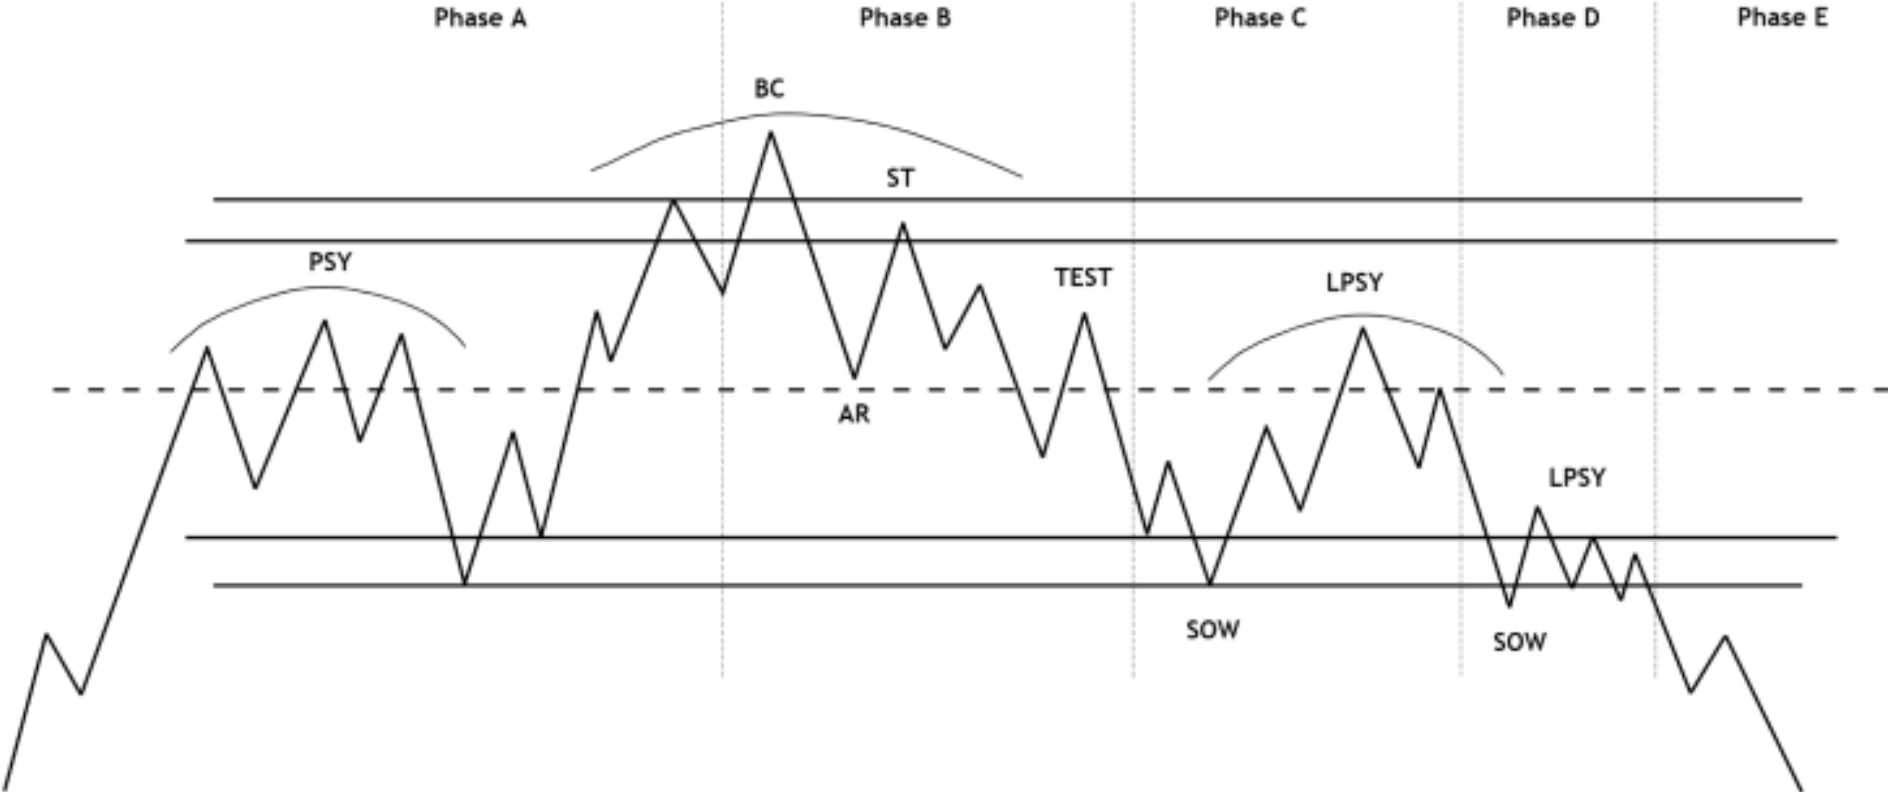 Phase A
Phase B
Phase C
Phase D
Phase E
BC
ST
PSY
TEST
LPSY
AR
LPSY
SOW
SOW